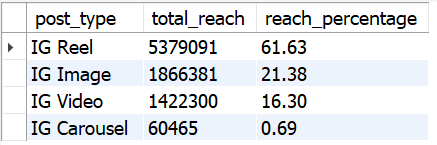 post_type total_reach reach_percentage
IG Reel 5379091 61.63
IG Image 1866381 21.38
IG Video 1422300 16.30
IG Carousel 60465 0.69